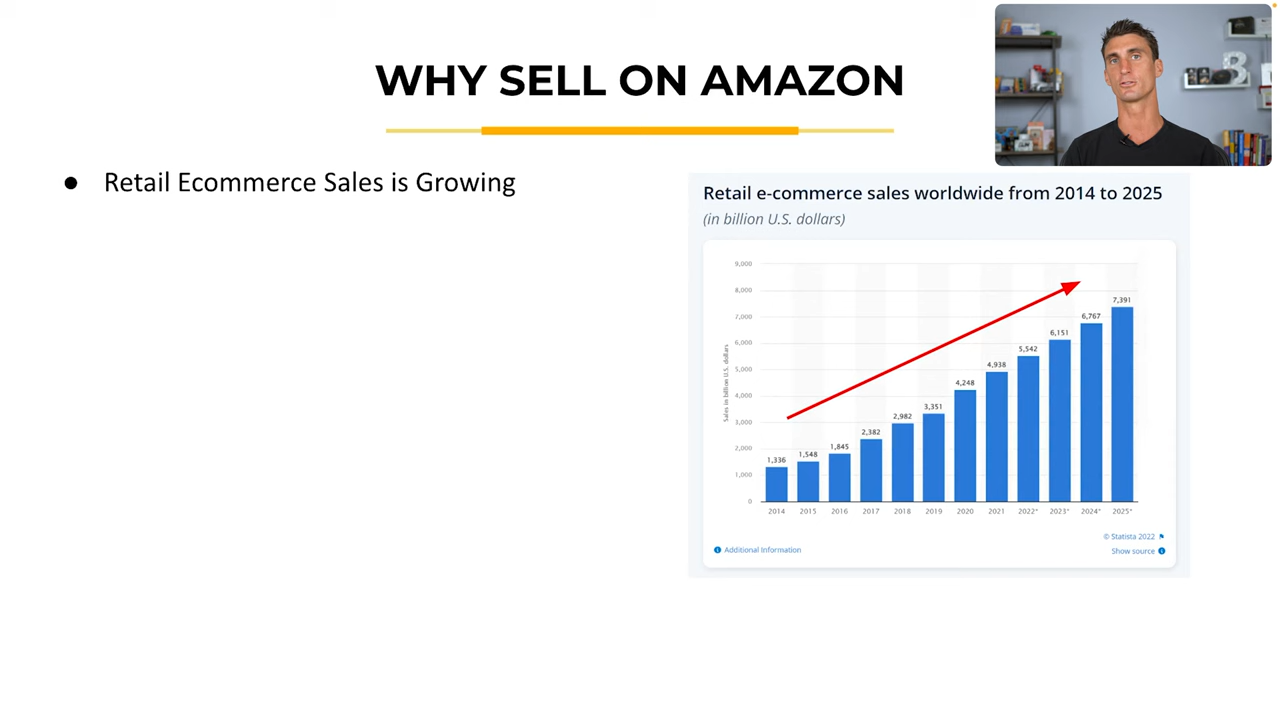 WHY SELL ON AMAZON
● Retail Ecommerce Sales is Growing
Retail e-commerce sales worldwide from 2014 to 2025
(in billion U.S. dollars)
Sales in billion U.S. dollars
9,000
8,000
7,000
6,000
5,000
4,000
3,000
2,000
1,000
0
1,336
1,548
1,845
2,382
2,982
3,351
4,248
4,938
5,542
6,151
6,767
7,391
2014 2015 2016 2017 2018 2019 2020 2021 2022* 2023* 2024* 2025*
© Statista 2022
Additional Information
Show source